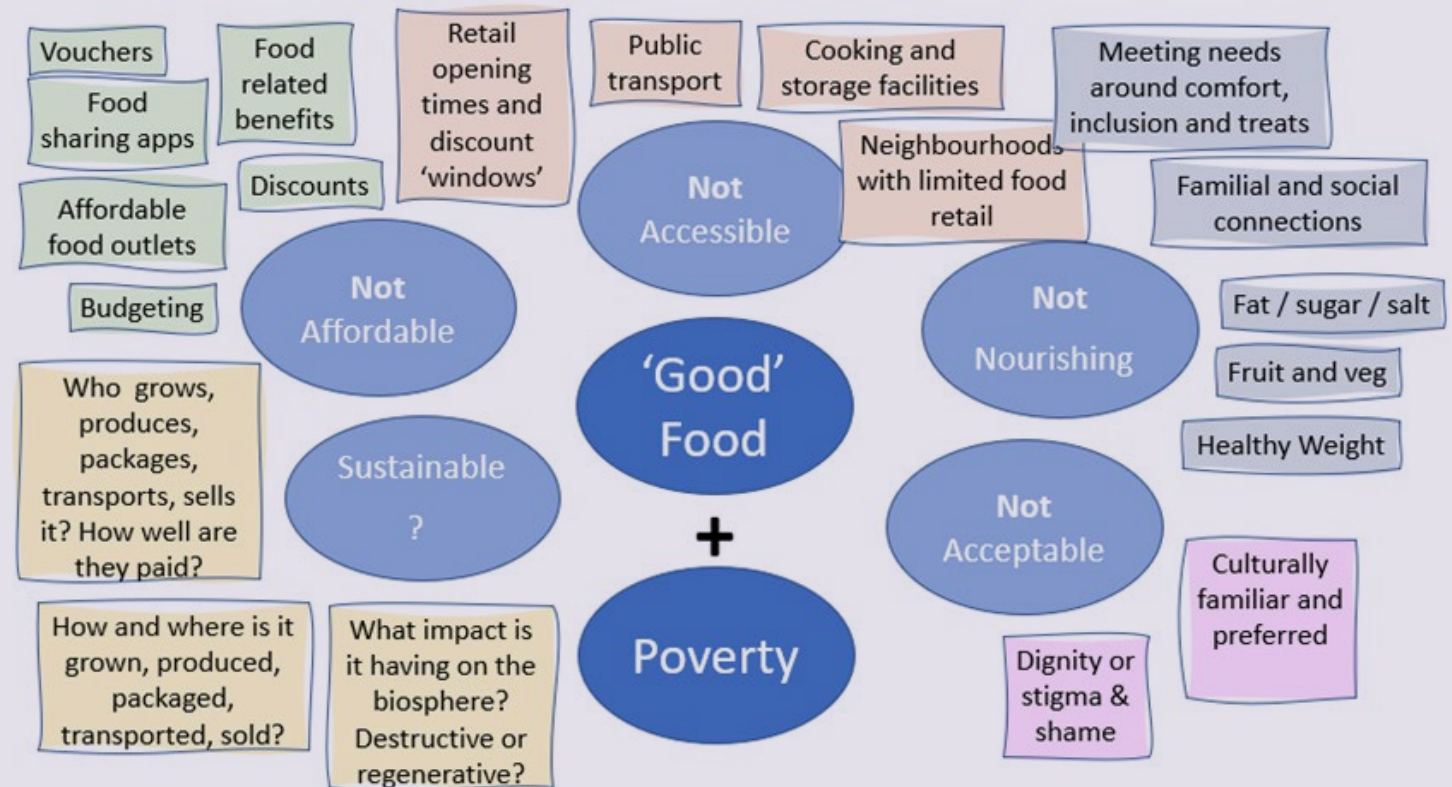 Vouchers
Food
sharing apps
Food
related
benefits
Discounts
Affordable
food outlets
Budgeting
Not
Affordable
Retail
opening
times and
discount
‘windows’
Public
transport
Cooking and
storage facilities
Neighbourhoods
with limited food
retail
Not
Accessible
Meeting needs
around comfort,
inclusion and treats
Familial and social
connections
Fat / sugar / salt
Fruit and veg
Healthy Weight
Not
Nourishing
‘Good’
Food
+
Poverty
Who grows,
produces,
packages,
transports, sells
it? How well are
they paid?
Sustainable
?
How and where is it
grown, produced,
packaged,
transported, sold?
What impact is
it having on the
biosphere?
Destructive or
regenerative?
Not
Acceptable
Culturally
familiar and
preferred
Dignity or
stigma &
shame